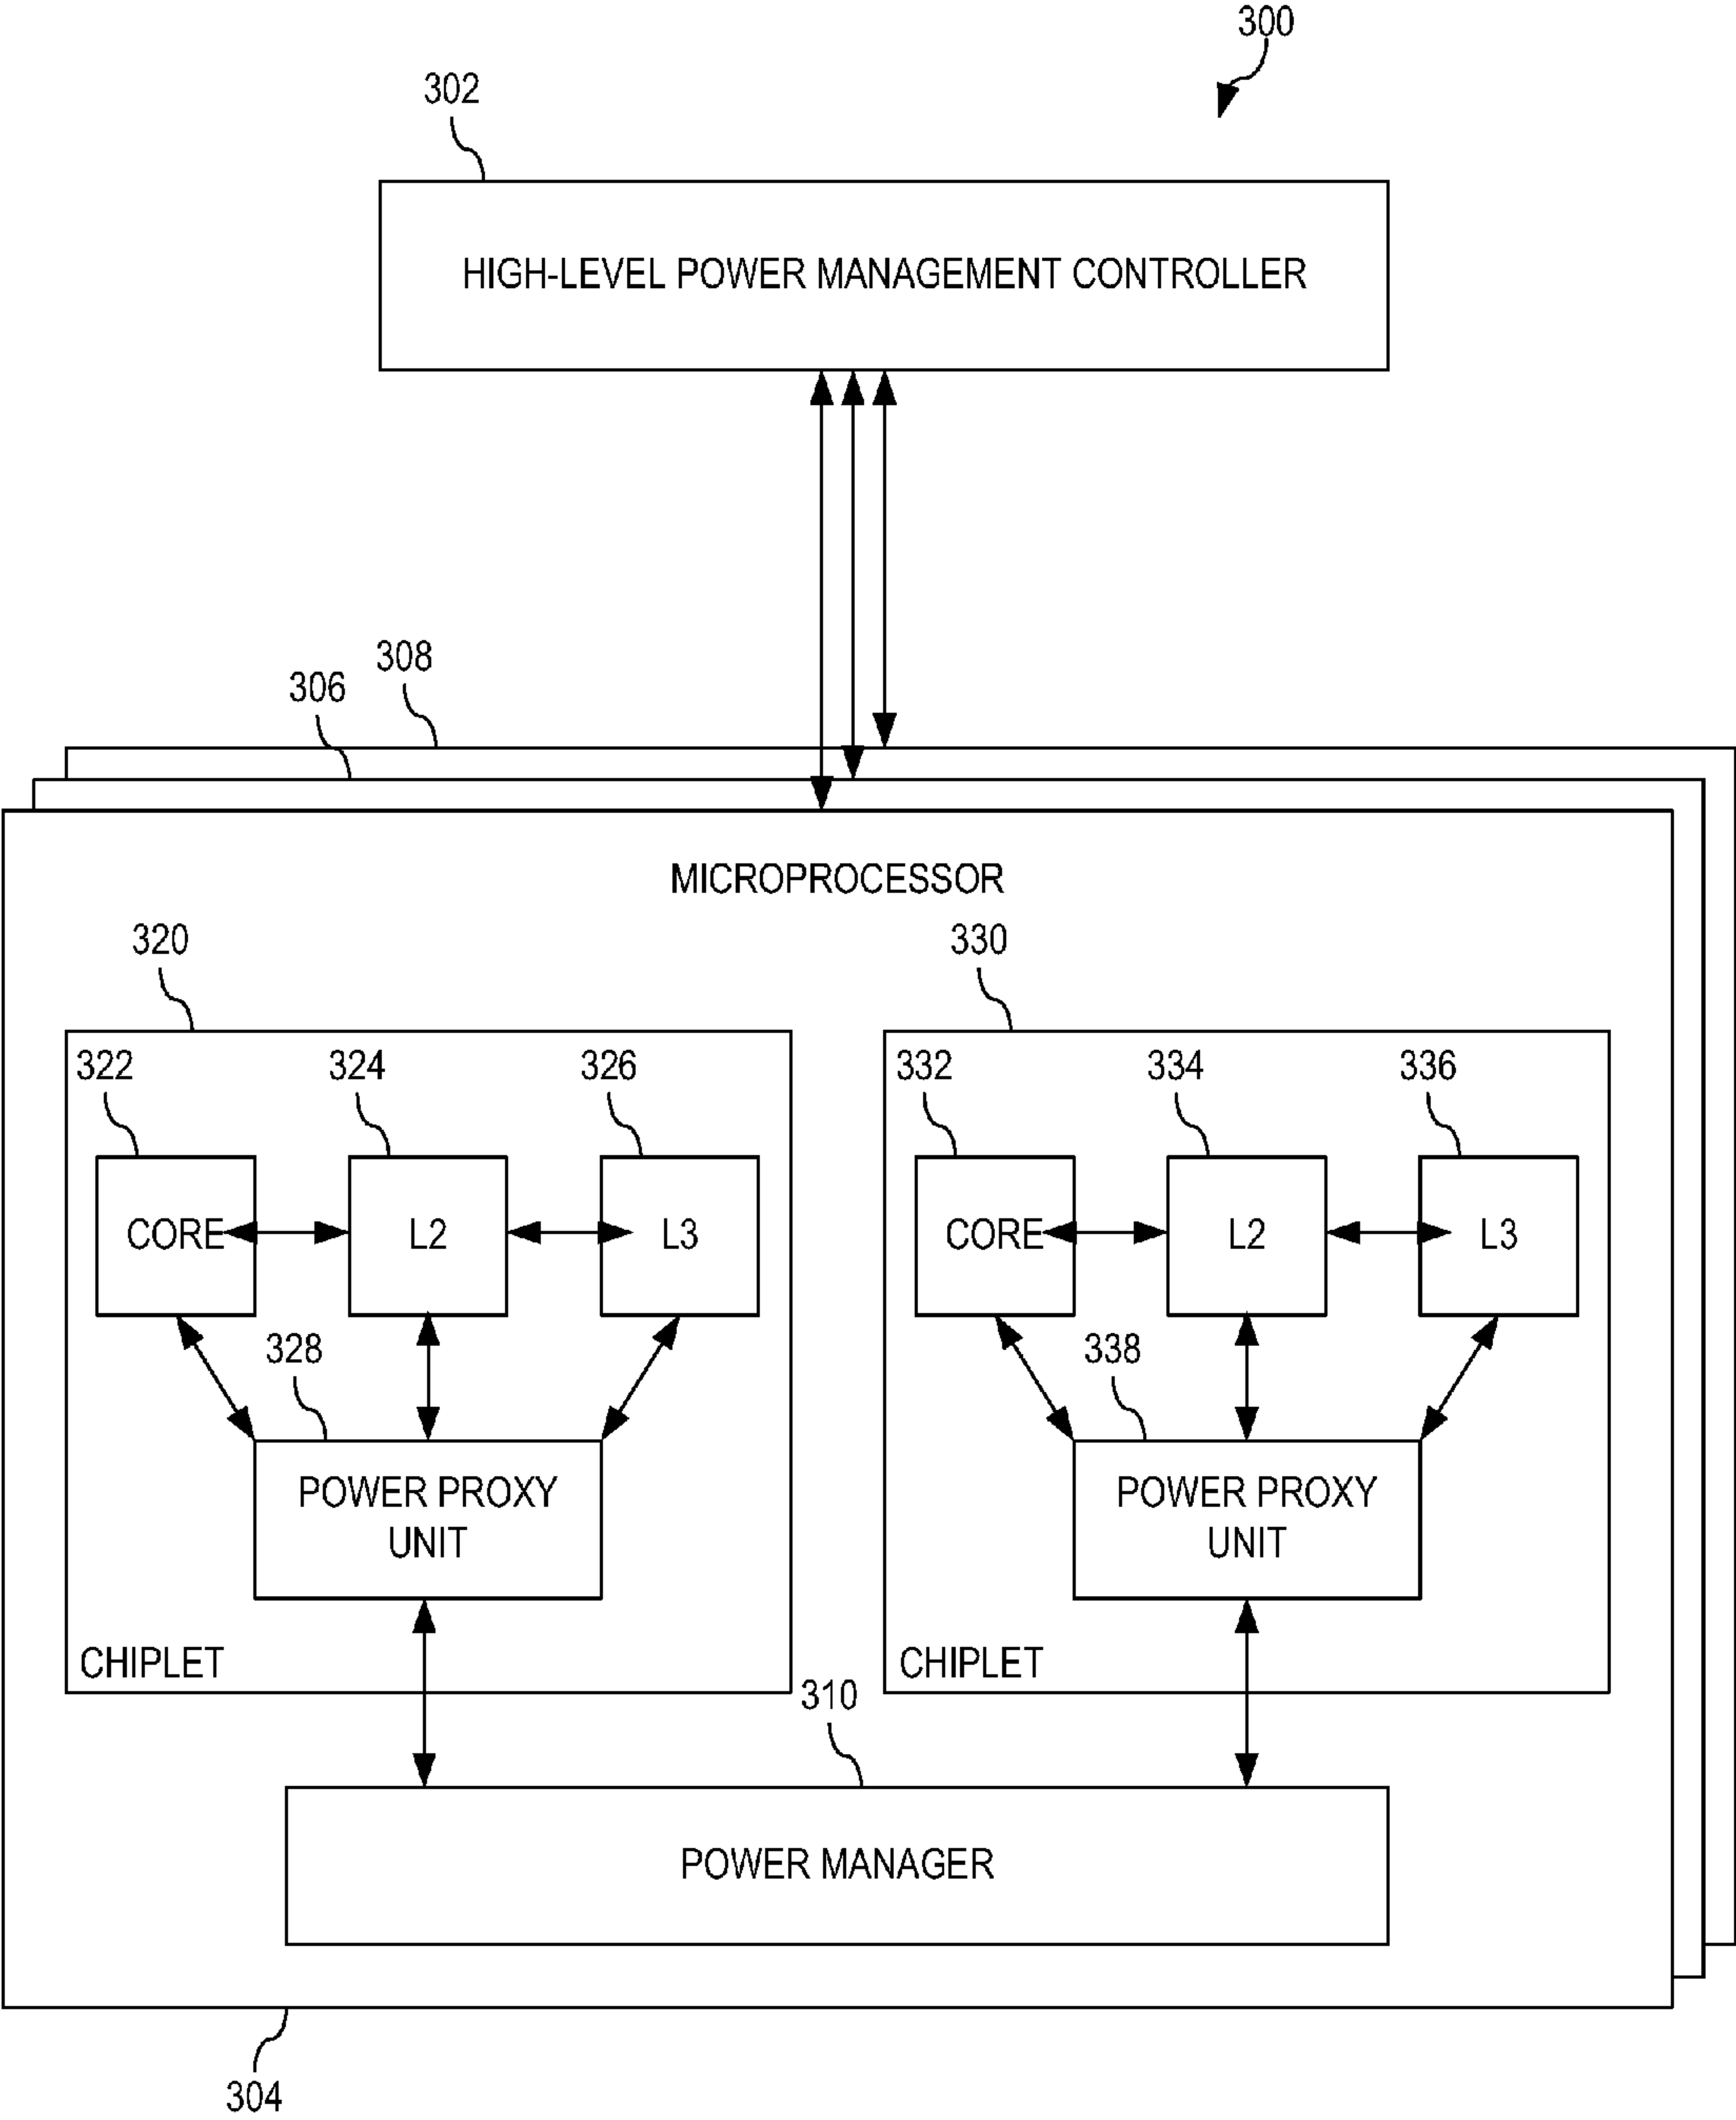 300
302
HIGH-LEVEL POWER MANAGEMENT CONTROLLER
308
306
MICROPROCESSOR
320
330
322
324
326
332
334
336
CORE
L2
L3
CORE
L2
L3
328
338
POWER PROXY
UNIT
POWER PROXY
UNIT
CHIPLET
CHIPLET
310
POWER MANAGER
304